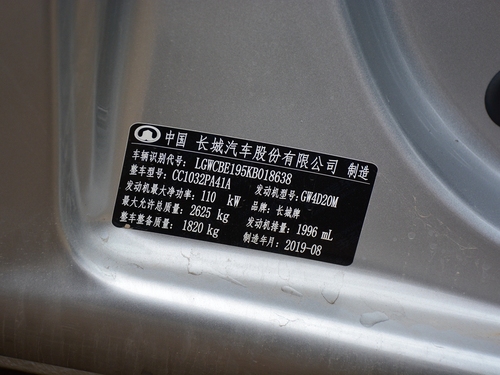 中国 长城汽车股份有限公司 制造
车辆识别代号: LGWCBE195KB018638
整车型号: CC1032PA41A 发动机型号: GW4D20M
发动机最大净功率: 110 kW 品牌: 长城牌
最大允许总质量: 2625 kg 发动机排量: 1996 mL
整车整备质量: 1820 kg 制造年月: 2019-08